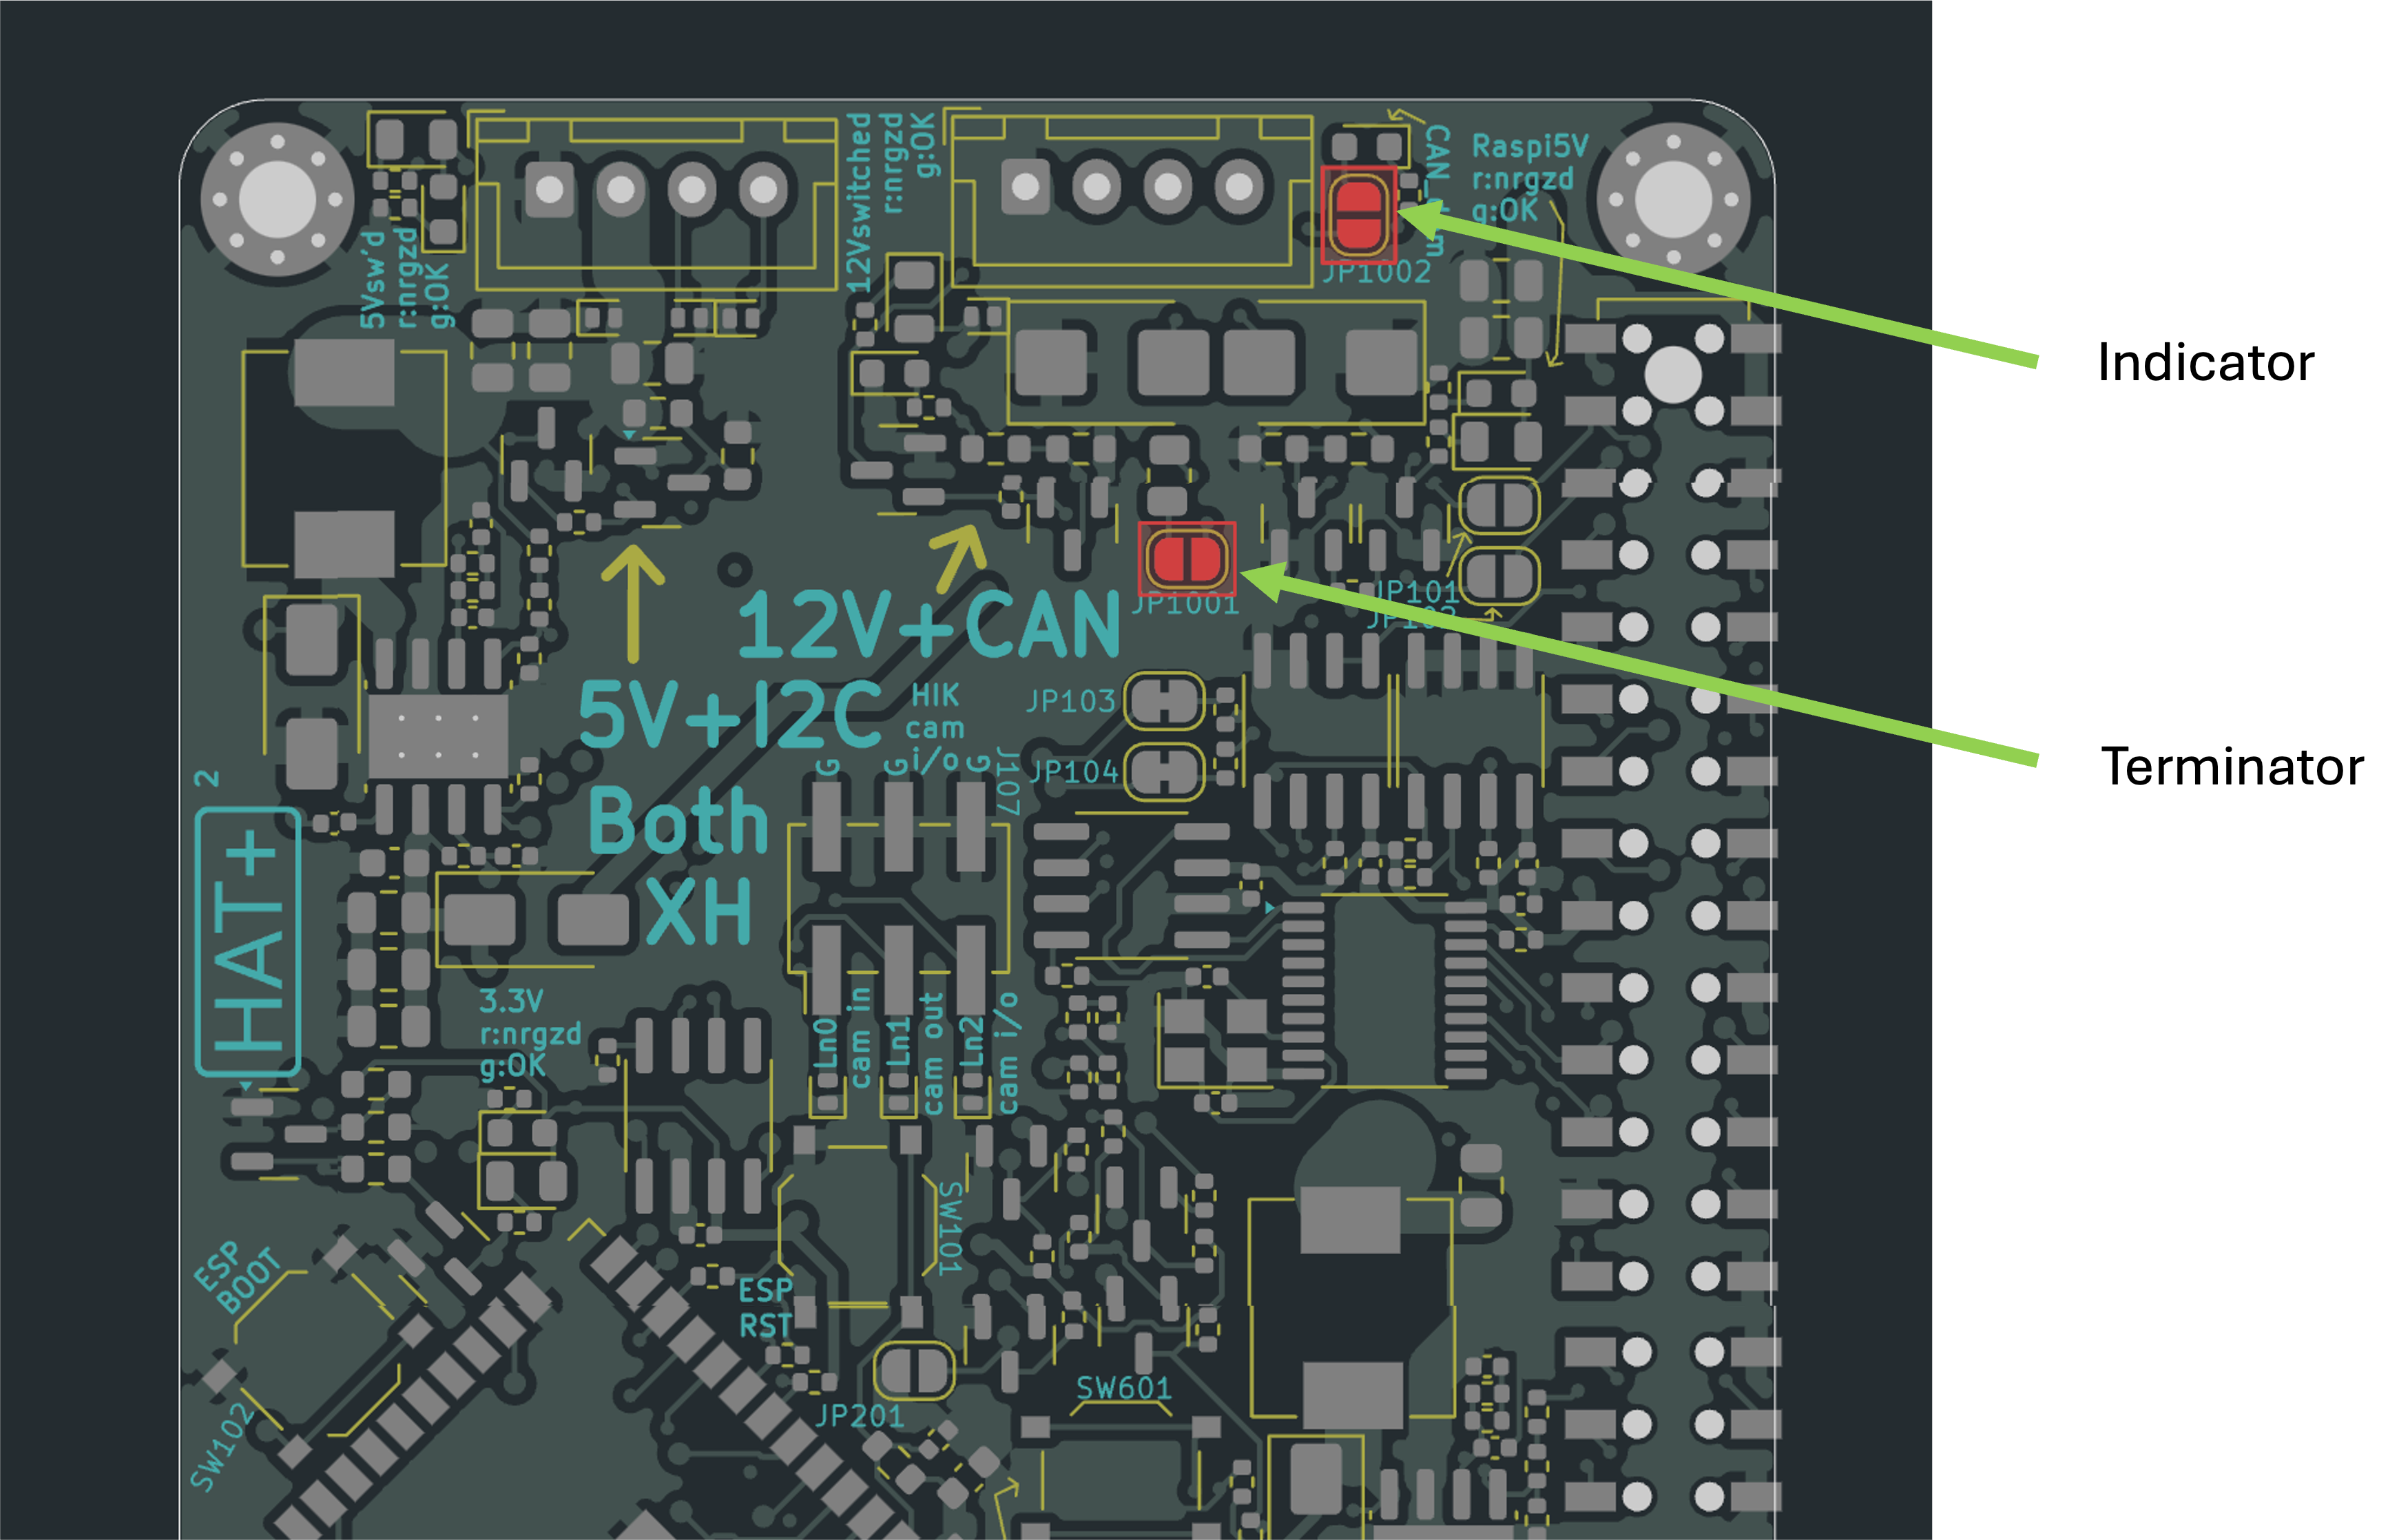 5Vsw'd
r:nrgzd
g:OK
12Vswitched
r:nrgzd
g:OK
Raspi5V
r:nrgzd
g:OK
JP1002
Indicator
JP1001
JP101
12V+CAN
5V+I2C
Both
XH
HIK
cam
i/o
G
G
G
J107
JP103
JP104
Terminator
2
HAT+
3.3V
r:nrgzd
g:OK
Ln0
cam in
Ln1
cam out
Ln2
cam i/o
SW101
ESP
BOOT
SW102
ESP
RST
JP201
SW601